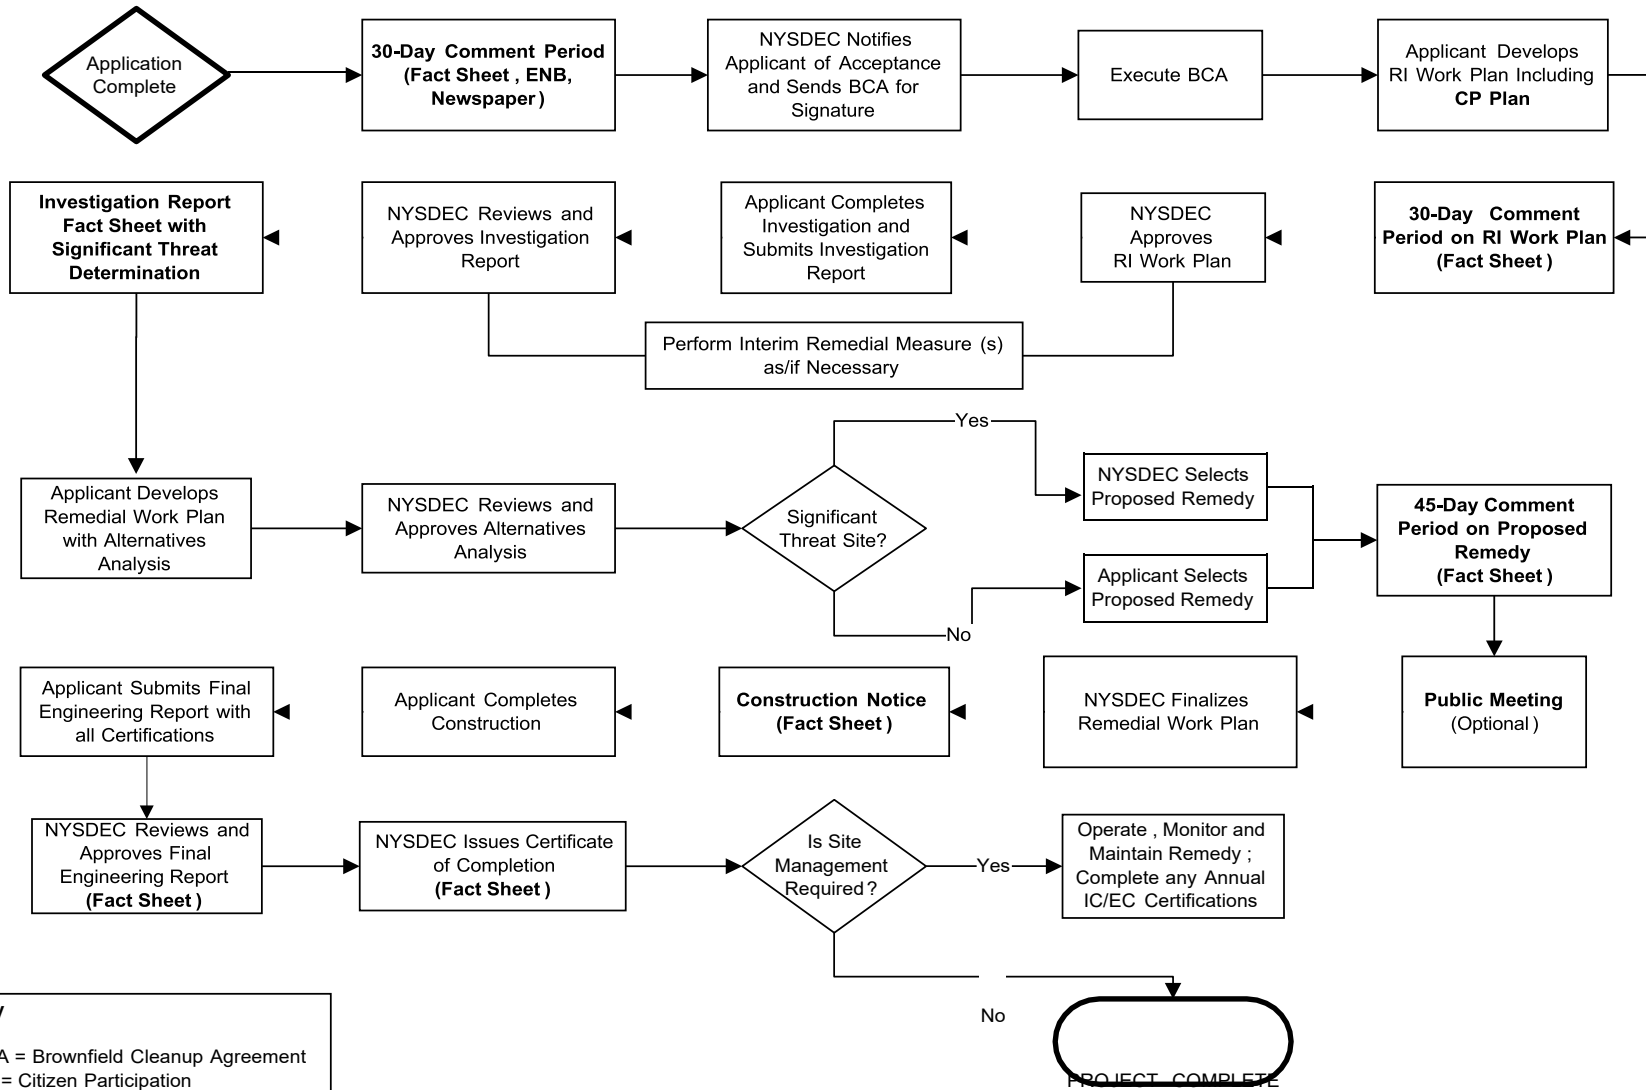 Application
Complete
30-Day Comment Period
(Fact Sheet , ENB,
Newspaper )
NYSDEC Notifies
Applicant of Acceptance
and Sends BCA for
Signature
Execute BCA
Applicant Develops
RI Work Plan Including
CP Plan
Investigation Report
Fact Sheet with
Significant Threat
Determination
NYSDEC Reviews and
Approves Investigation
Report
Applicant Completes
Investigation and
Submits Investigation
Report
NYSDEC
Approves
RI Work Plan
30-Day Comment
Period on RI Work Plan
(Fact Sheet )
Perform Interim Remedial Measure (s)
as/if Necessary
Applicant Develops
Remedial Work Plan
with Alternatives
Analysis
NYSDEC Reviews and
Approves Alternatives
Analysis
Significant
Threat Site?
Yes
No
NYSDEC Selects
Proposed Remedy
Applicant Selects
Proposed Remedy
45-Day Comment
Period on Proposed
Remedy
(Fact Sheet )
Applicant Submits Final
Engineering Report with
all Certifications
Applicant Completes
Construction
Construction Notice
(Fact Sheet )
NYSDEC Finalizes
Remedial Work Plan
Public Meeting
(Optional )
NYSDEC Reviews and
Approves Final
Engineering Report
(Fact Sheet )
NYSDEC Issues Certificate
of Completion
(Fact Sheet )
Is Site
Management
Required ?
Yes
Operate , Monitor and
Maintain Remedy ;
Complete any Annual
IC/EC Certifications
No
PROJECT COMPLETE
A = Brownfield Cleanup Agreement
= Citizen Participation